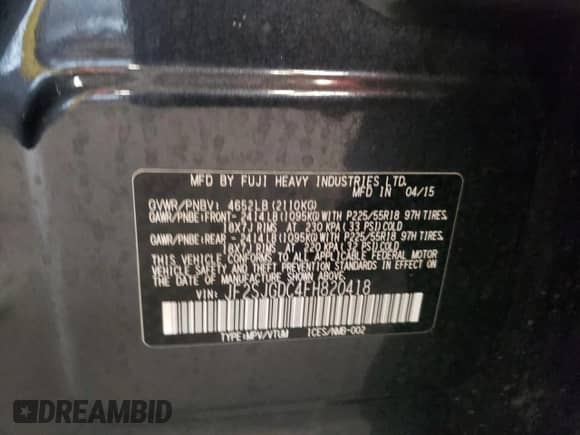 MFD BY FUJI HEAVY INDUSTRIES LTD.
MFD IN 04/15
GVWR/PNBV: 4652LB(2110KG)
GAWR/PNBE:FRONT- 2414LB(1095KG)WITH P225/55R18 97H TIRES.
18X7J RIMS AT 230 KPA(33 PSI)COLD
GAWR/PNBE:REAR - 2414LB(1095KG)WITH P225/55R18 97H TIRES.
18X7J RIMS AT 220 KPA(32 PSI)COLD
THIS VEHICLE CONFORMS TO ALL APPLICABLE FEDERAL MOTOR
VEHICLE SAFETY AND THEFT PREVENTION STANDARDS IN EFFECT
ON THE DATE OF MANUFACTURE SHOWN ABOVE.
VIN: JF2SJGDC4FH820418
TYPE:MPV/VTUM ICES/NMB-002
DREAMBID